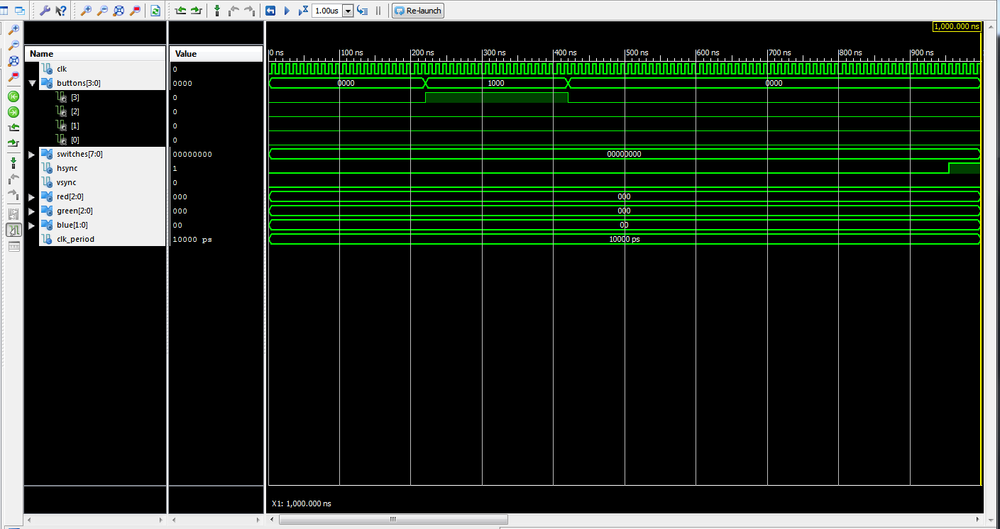 1.00us Re-launch
1,000.000 ns
Name Value
0 ns 100 ns 200 ns 300 ns 400 ns 500 ns 600 ns 700 ns 800 ns 900 ns
clk 0
buttons[3:0] 0000 0000 1000 0000
[3] 0
[2] 0
[1] 0
[0] 0
switches[7:0] 00000000 00000000
hsync 1
vsync 0
red[2:0] 000 000
green[2:0] 000 000
blue[1:0] 00 00
clk_period 10000 ps 10000 ps
X1: 1,000.000 ns